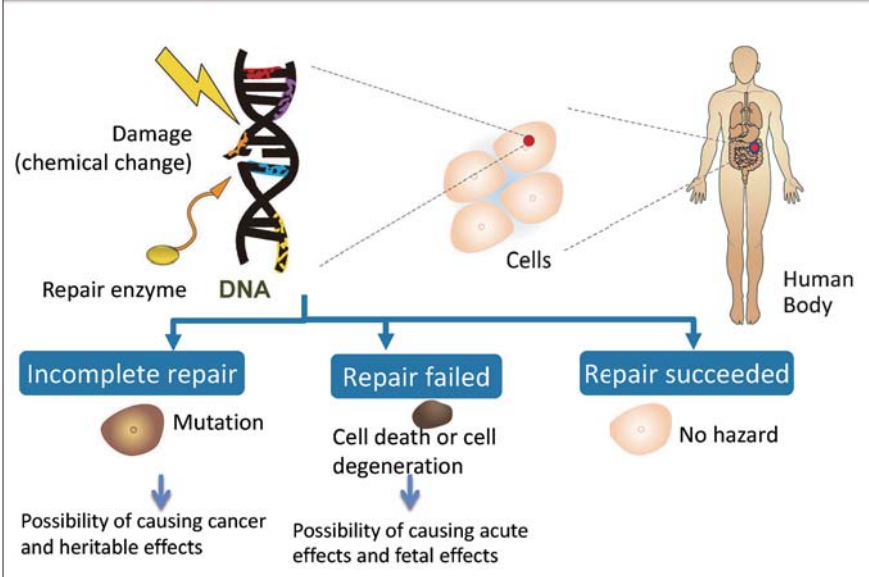 Damage
(chemical change)
Repair enzyme
DNA
Cells
Human
Body
Incomplete repair
Repair failed
Repair succeeded
Mutation
Cell death or cell
degeneration
No hazard
Possibility of causing cancer
and heritable effects
Possibility of causing acute
effects and fetal effects